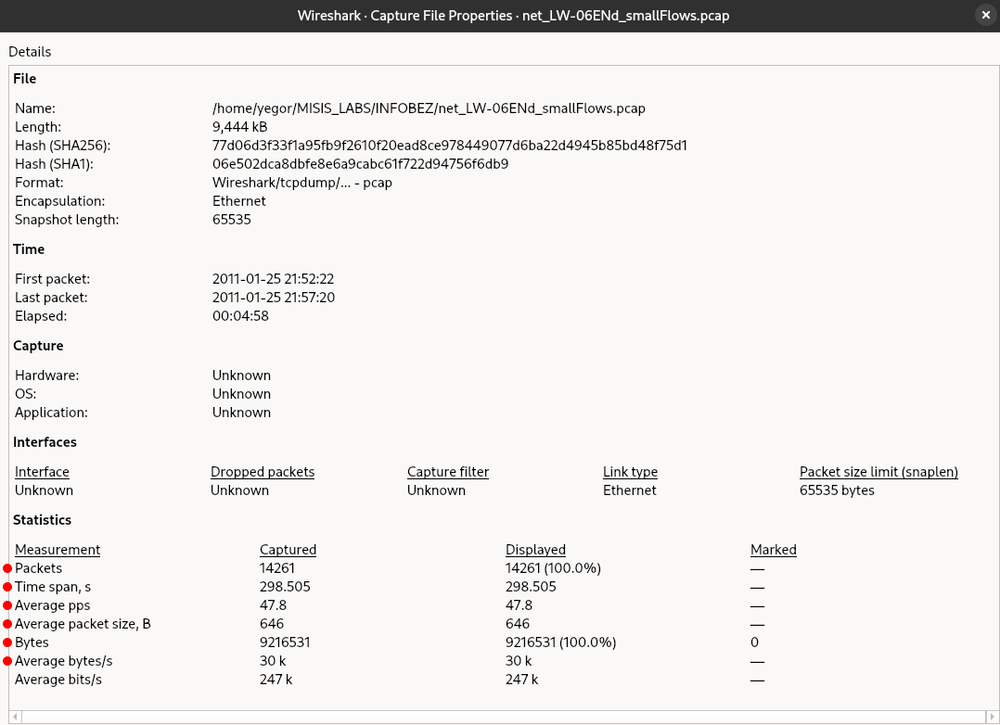 Wireshark · Capture File Properties · net_LW-06ENd_smallFlows.pcap
Details
File
Name: /home/yegor/MISIS_LABS/INFOBEZ/net_LW-06ENd_smallFlows.pcap
Length: 9,444 kB
Hash (SHA256): 77d06d3f33f1a95fb9f2610f20ead8ce978449077d6ba22d4945b85bd48f75d1
Hash (SHA1): 06e502dca8dbfe8e6a9cabc61f722d94756f6db9
Format: Wireshark/tcpdump/... - pcap
Encapsulation: Ethernet
Snapshot length: 65535
Time
First packet: 2011-01-25 21:52:22
Last packet: 2011-01-25 21:57:20
Elapsed: 00:04:58
Capture
Hardware: Unknown
OS: Unknown
Application: Unknown
Interfaces
Interface Dropped packets Capture filter Link type Packet size limit (snaplen)
Unknown Unknown Unknown Ethernet 65535 bytes
Statistics
Measurement Captured Displayed Marked
Packets 14261 14261 (100.0%) —
Time span, s 298.505 298.505 —
Average pps 47.8 47.8 —
Average packet size, B 646 646 —
Bytes 9216531 9216531 (100.0%) 0
Average bytes/s 30 k 30 k —
Average bits/s 247 k 247 k —